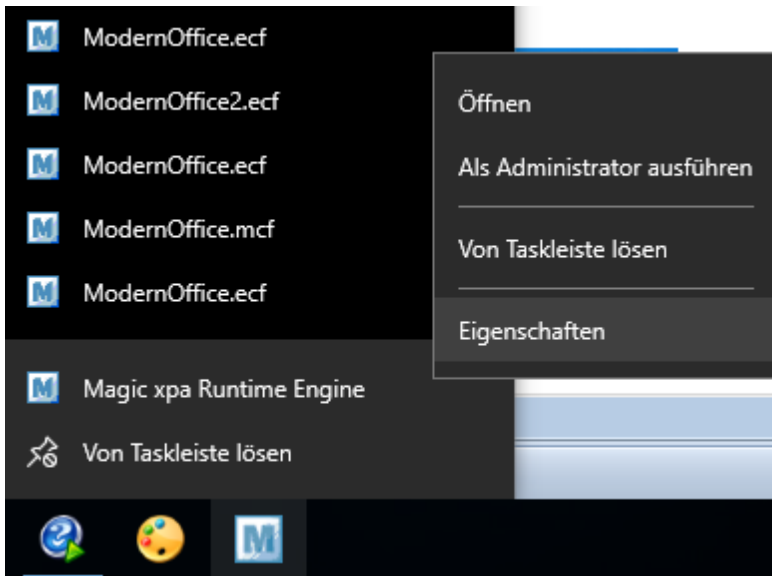 ModernOffice.ecf
ModernOffice2.ecf
ModernOffice.ecf
ModernOffice.mcf
ModernOffice.ecf
Magic xpa Runtime Engine
Von Taskleiste lösen
Öffnen
Als Administrator ausführen
Von Taskleiste lösen
Eigenschaften